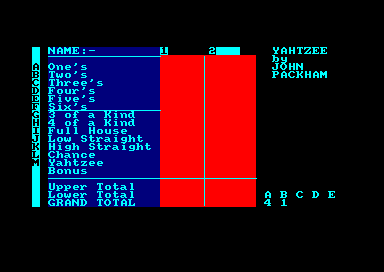 NAME:- 1 2 YAHTZEE
by
A One's JOHN
B Two's PACKHAM
C Three's
D Four's
E Five's
F Six's
G 3 of a Kind
H 4 of a Kind
I Full House
J Low Straight
K High Straight
L Chance
M Yahtzee
Bonus
Upper Total
Lower Total A B C D E
GRAND TOTAL 4 1